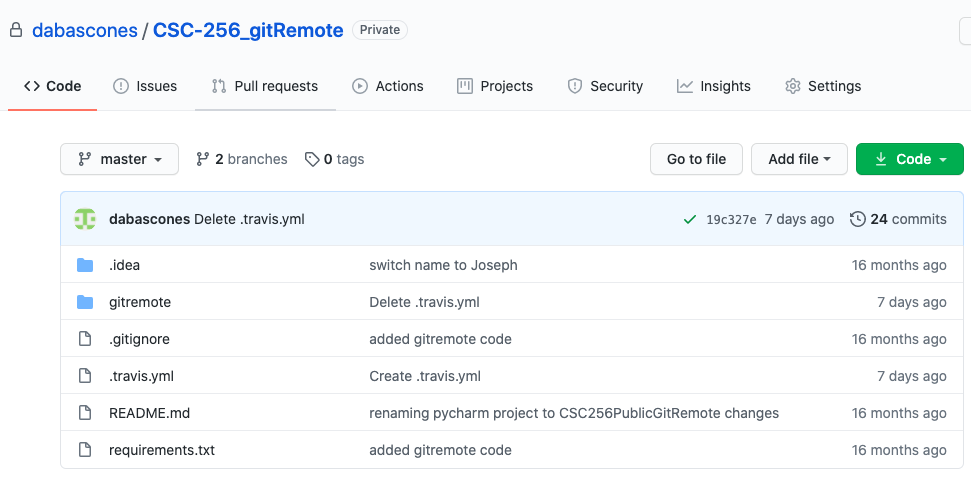 dabascones / CSC-256_gitRemote Private
Code Issues Pull requests Actions Projects Security Insights Settings
master 2 branches 0 tags Go to file Add file Code
dabascones Delete .travis.yml 19c327e 7 days ago 24 commits
.idea switch name to Joseph 16 months ago
gitremote Delete .travis.yml 7 days ago
.gitignore added gitremote code 16 months ago
.travis.yml Create .travis.yml 7 days ago
README.md renaming pycharm project to CSC256PublicGitRemote changes 16 months ago
requirements.txt added gitremote code 16 months ago